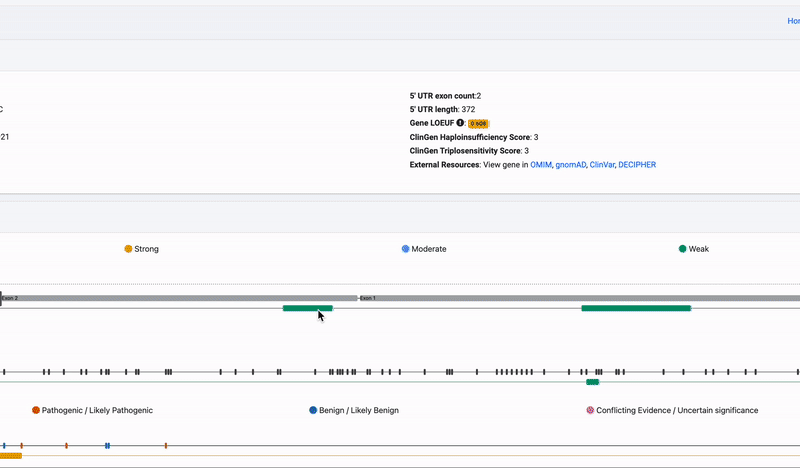 Hor
5' UTR exon count:2
C
5' UTR length: 372
Gene LOEUF :
21
ClinGen Haploinsufficiency Score: 3
ClinGen Triplosensitivity Score: 3
External Resources: View gene in OMIM, gnomAD, ClinVar, DECIPHER
Strong Moderate Weak
Exon 2 Exon 1
Pathogenic / Likely Pathogenic Benign / Likely Benign Conflicting Evidence / Uncertain significance